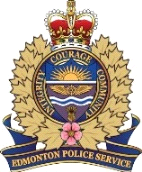 INTEGRITY COURAGE COMMUNITY
EDMONTON POLICE SERVICE